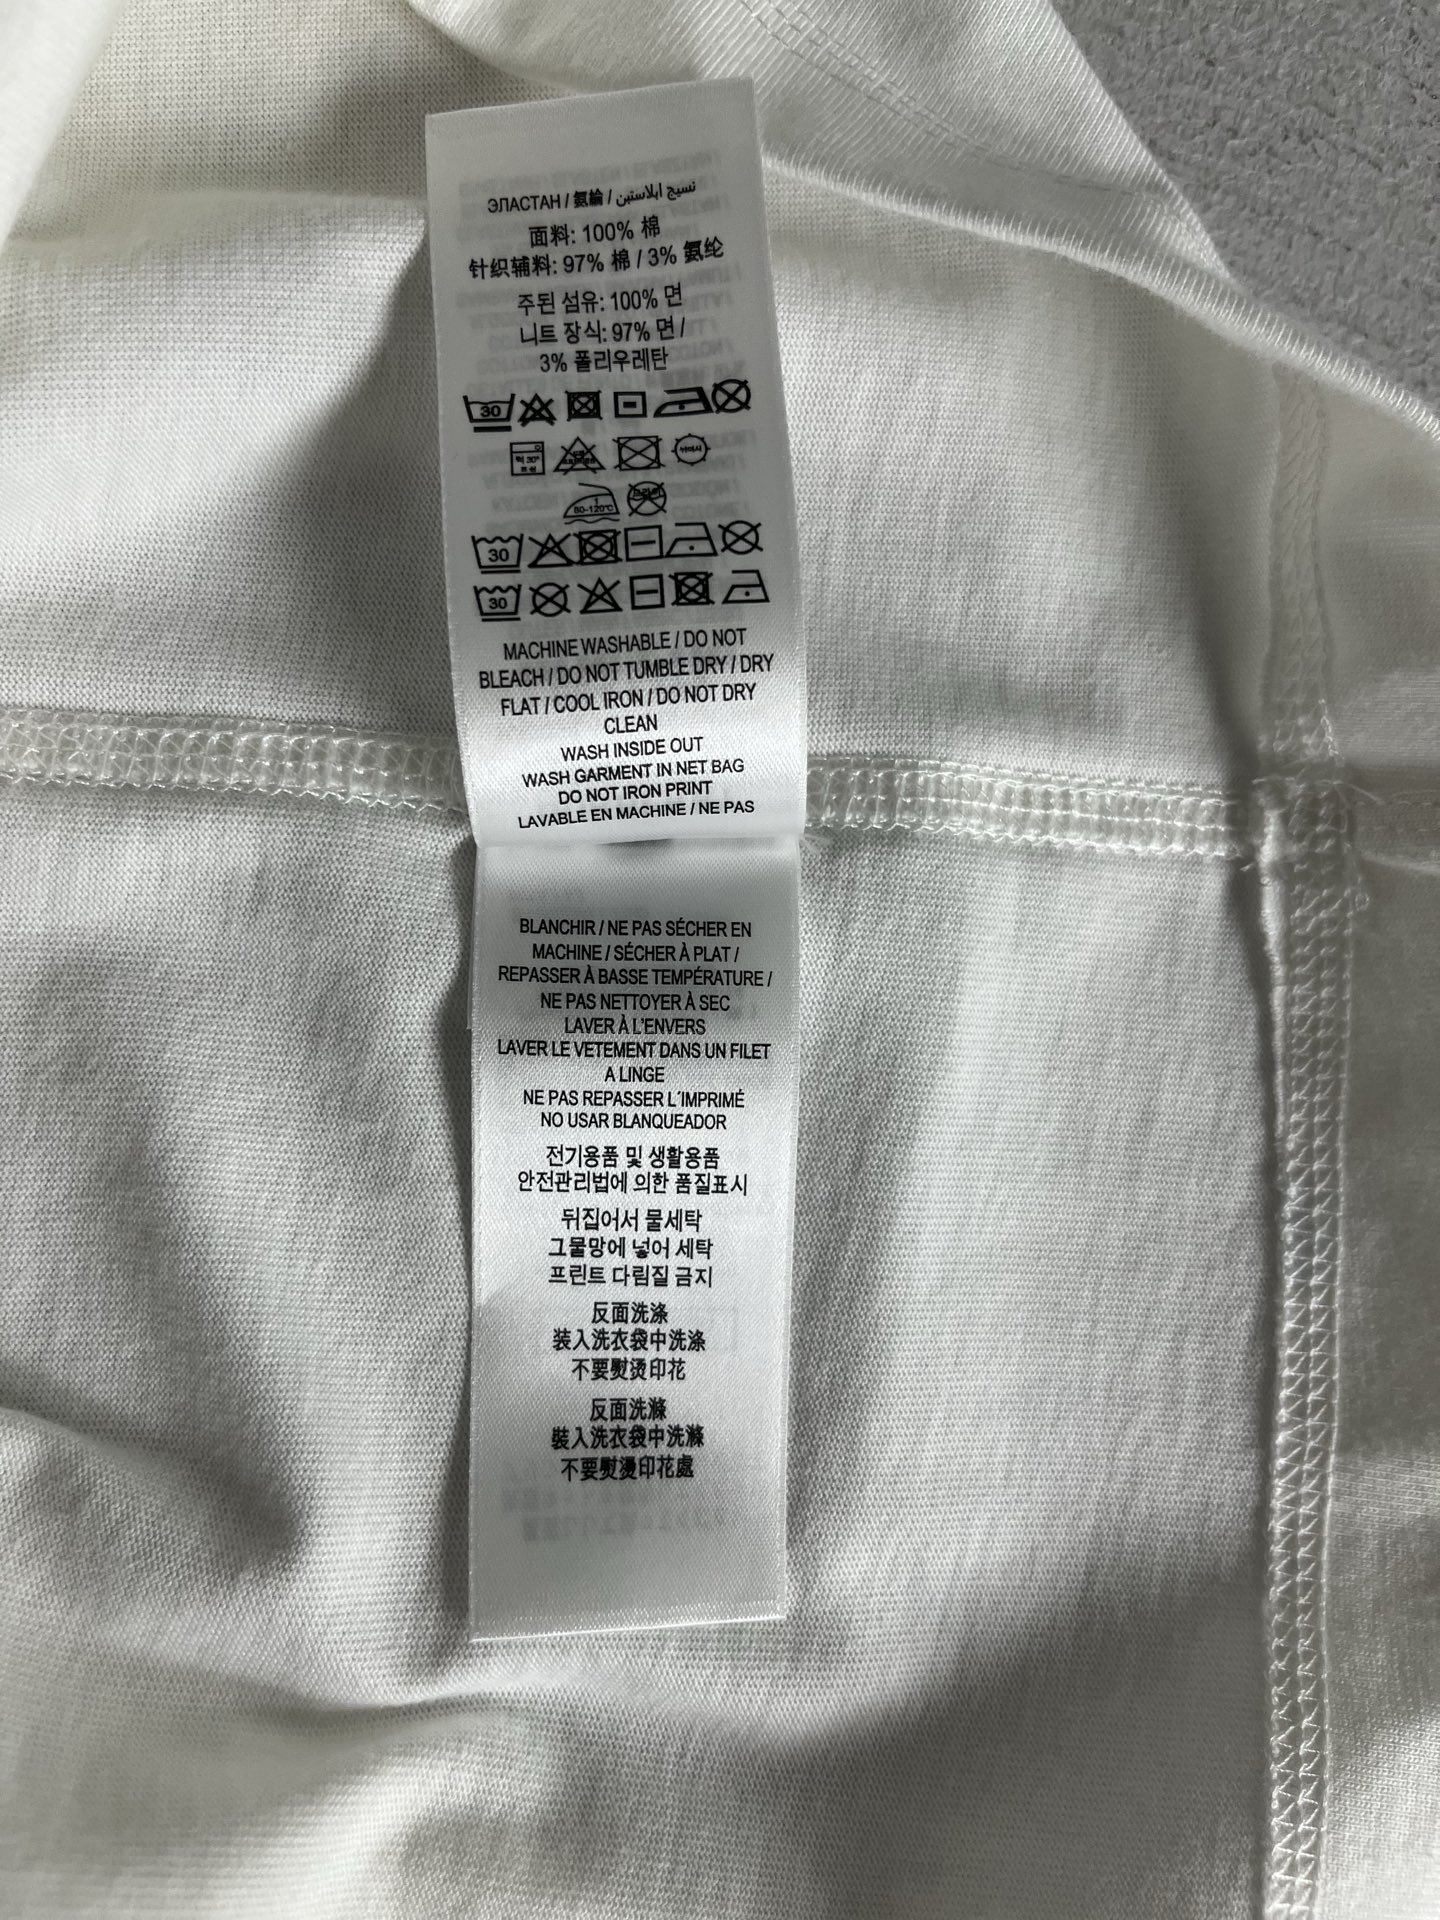 ЭЛАСТАН / 氨綸 / نسيج ايلاستين
面料: 100% 棉
针织辅料: 97% 棉 / 3% 氨纶
주된 섬유: 100% 면
니트 장식: 97% 면 /
3% 폴리우레탄
30
80-120℃
30
30
MACHINE WASHABLE / DO NOT
BLEACH / DO NOT TUMBLE DRY / DRY
FLAT / COOL IRON / DO NOT DRY
CLEAN
WASH INSIDE OUT
WASH GARMENT IN NET BAG
DO NOT IRON PRINT
LAVABLE EN MACHINE / NE PAS
BLANCHIR / NE PAS SÉCHER EN
MACHINE / SÉCHER À PLAT /
REPASSER À BASSE TEMPÉRATURE /
NE PAS NETTOYER À SEC
LAVER À L'ENVERS
LAVER LE VETEMENT DANS UN FILET
A LINGE
NE PAS REPASSER L´IMPRIMÉ
NO USAR BLANQUEADOR
전기용품 및 생활용품
안전관리법에 의한 품질표시
뒤집어서 물세탁
그물망에 넣어 세탁
프린트 다림질 금지
反面洗涤
装入洗衣袋中洗涤
不要熨烫印花
反面洗滌
裝入洗衣袋中洗滌
不要熨燙印花處